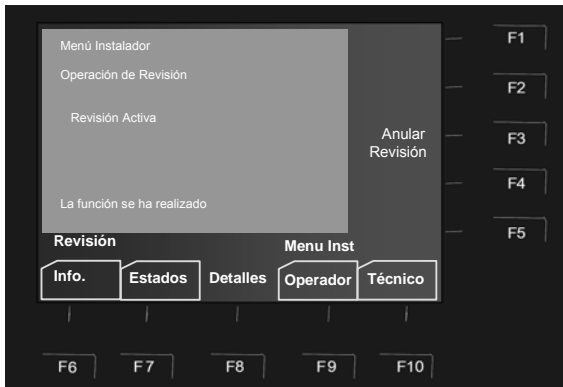 Menú Instalador
Operación de Revisión
Revisión Activa
La función se ha realizado
Anular
Revisión
F1
F2
F3
F4
F5
Revisión
Menu Inst
Info.
Estados
Detalles
Operador
Técnico
F6
F7
F8
F9
F10